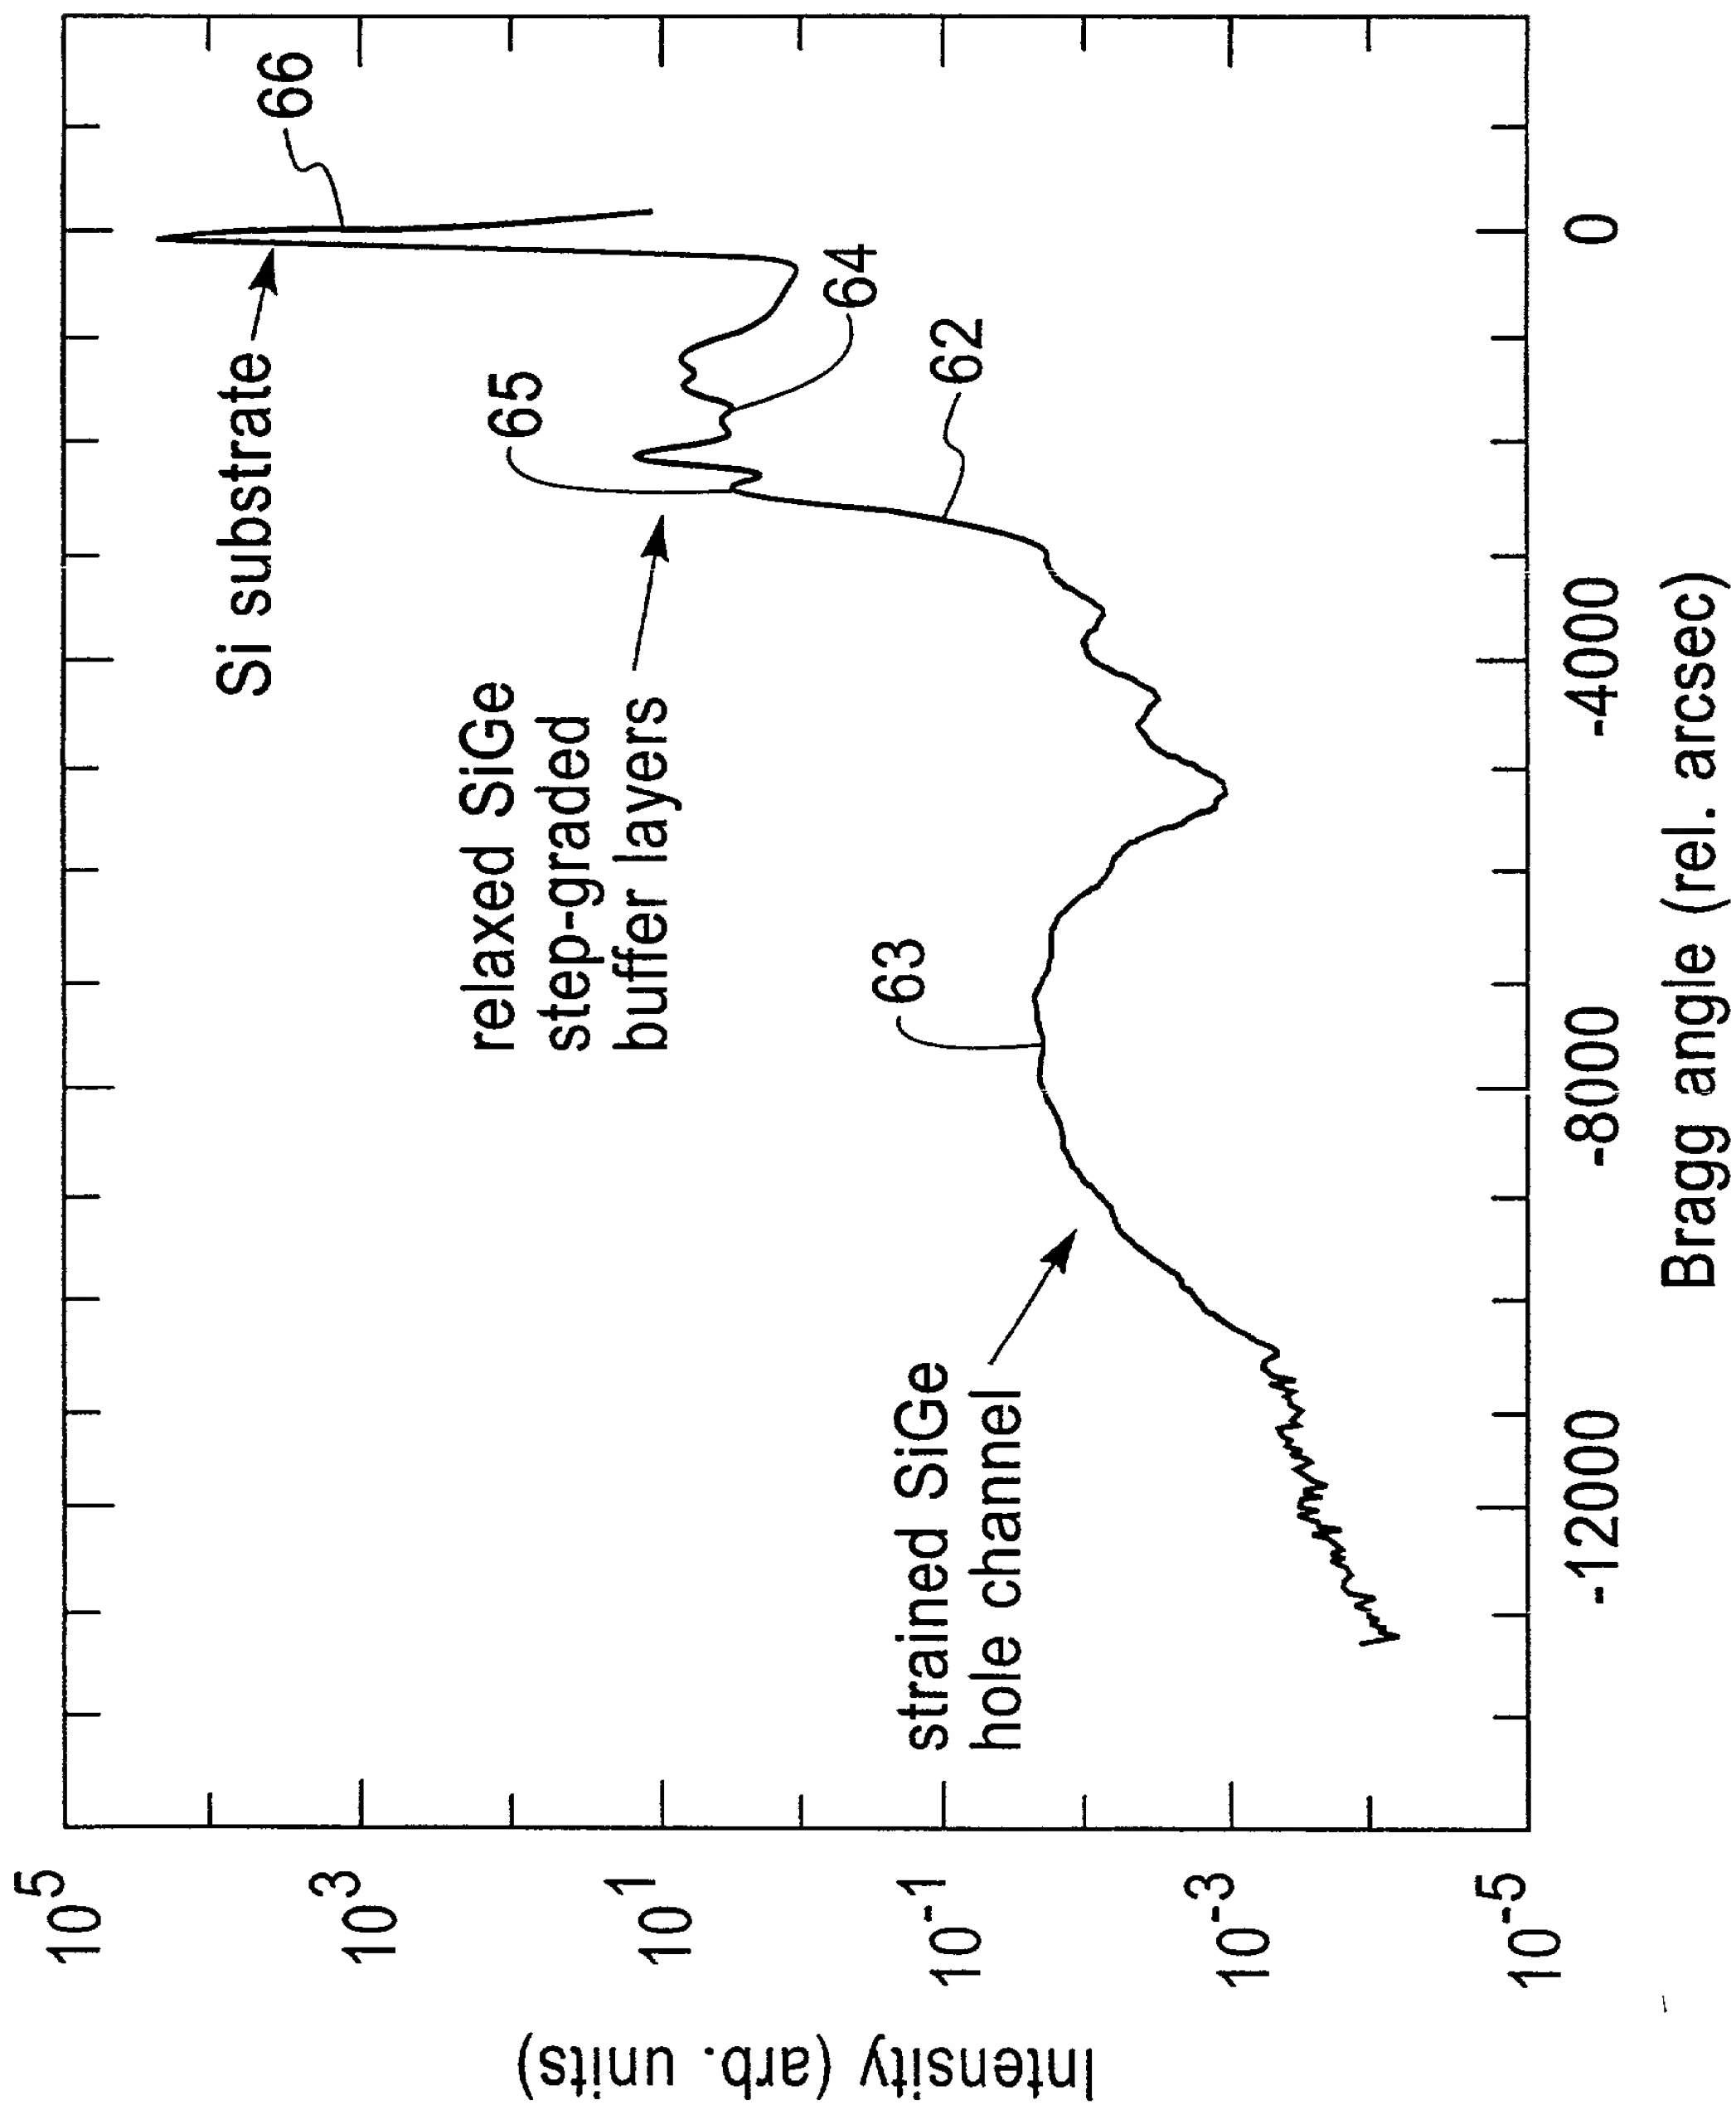 10^5
10^3
10^1
10^-1
10^-3
10^-5
Intensity (arb. units)
Si substrate
66
relaxed SiGe
step-graded
buffer layers
65
64
62
63
strained SiGe
hole channel
-12000
-8000
-4000
0
Bragg angle (rel. arcsec)